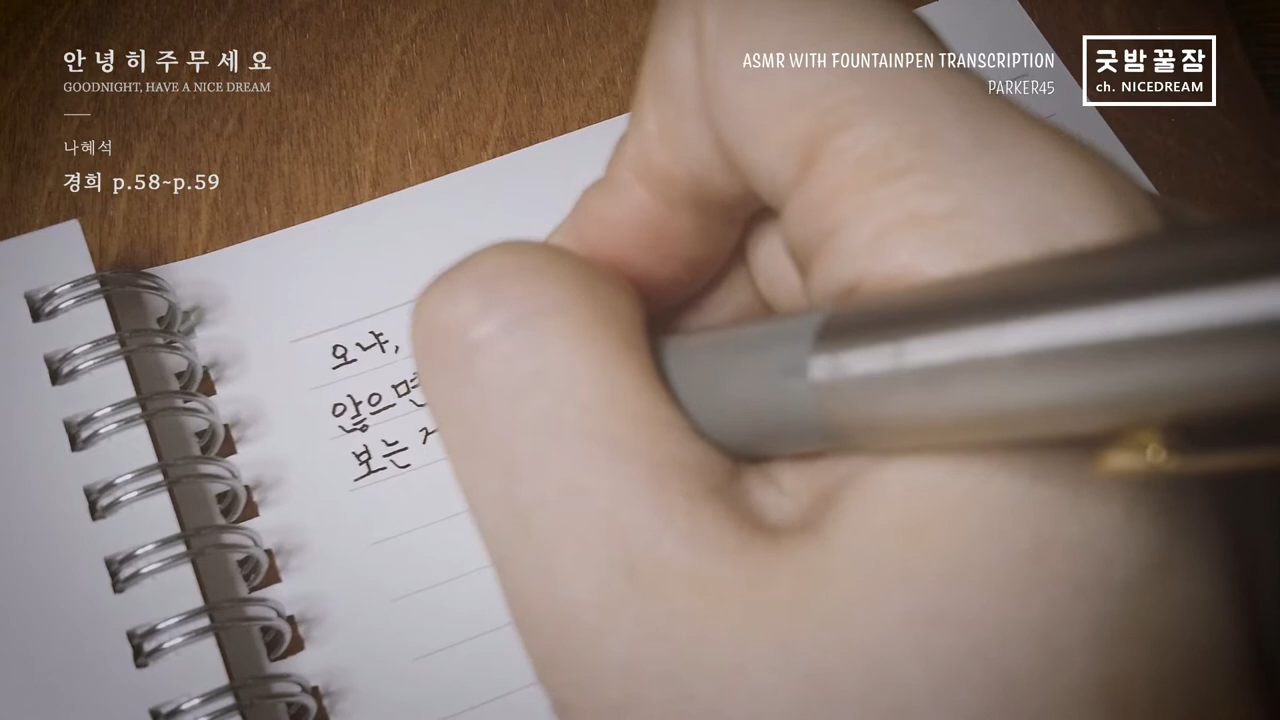 안녕히주무세요
GOODNIGHT, HAVE A NICE DREAM
나혜석
경희 p.58~p.59
ASMR WITH FOUNTAINPEN TRANSCRIPTION
PARKER45
굿밤꿀잠
ch. NICEDREAM
오냐,
않으면
보는